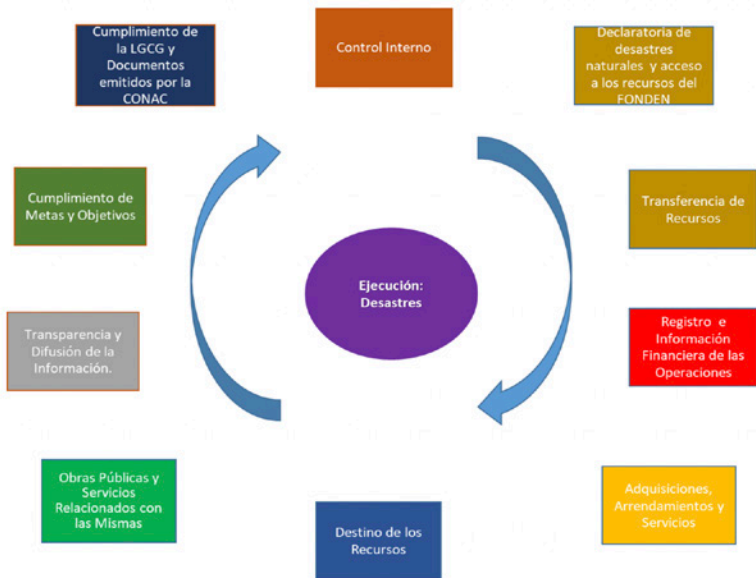 Cumplimiento de
la LGCG y
Documentos
emitidos por la
CONAC
Control Interno
Declaratoria de
desastres
naturales y acceso
a los recursos del
FONDEN
Cumplimiento de
Metas y Objetivos
Transferencia de
Recursos
Ejecución:
Desastres
Transparencia y
Difusión de la
Información.
Registro e
Información
Financiera de las
Operaciones
Obras Públicas y
Servicios
Relacionados con
las Mismas
Destino de los
Recursos
Adquisiciones,
Arrendamientos y
Servicios